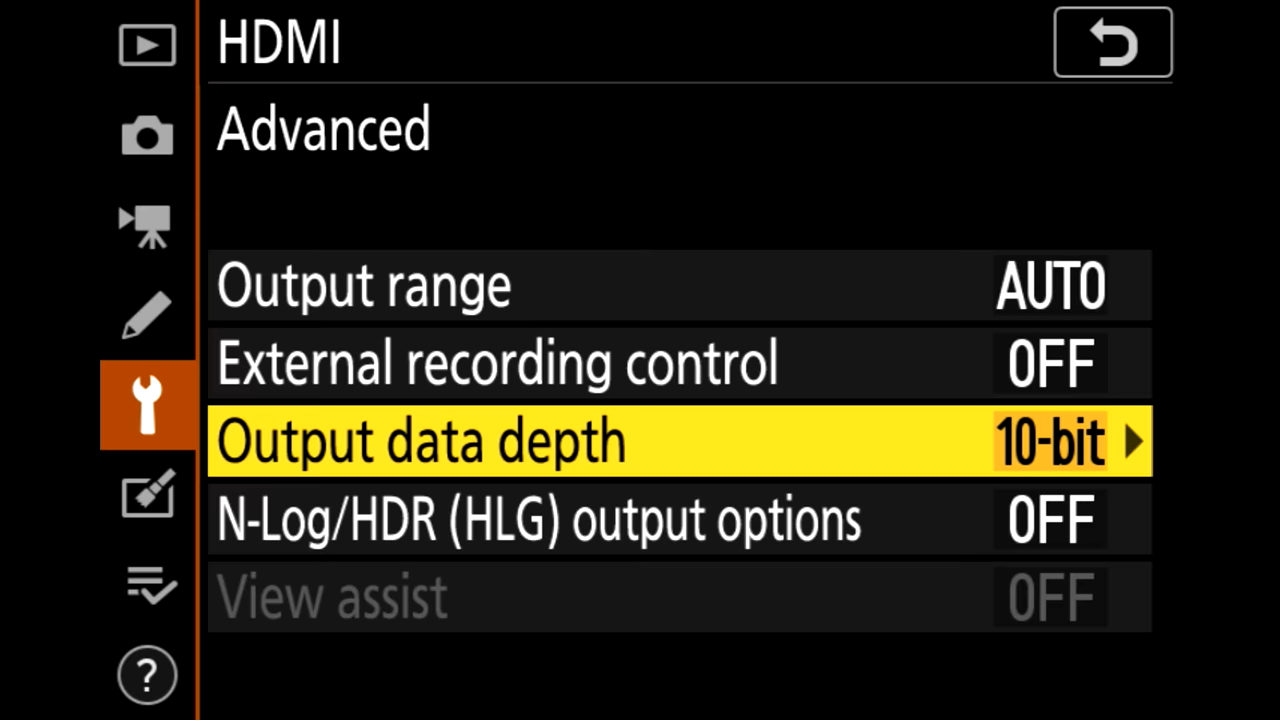 HDMI
Advanced
Output range AUTO
External recording control OFF
Output data depth 10-bit
N-Log/HDR (HLG) output options OFF
View assist OFF
?